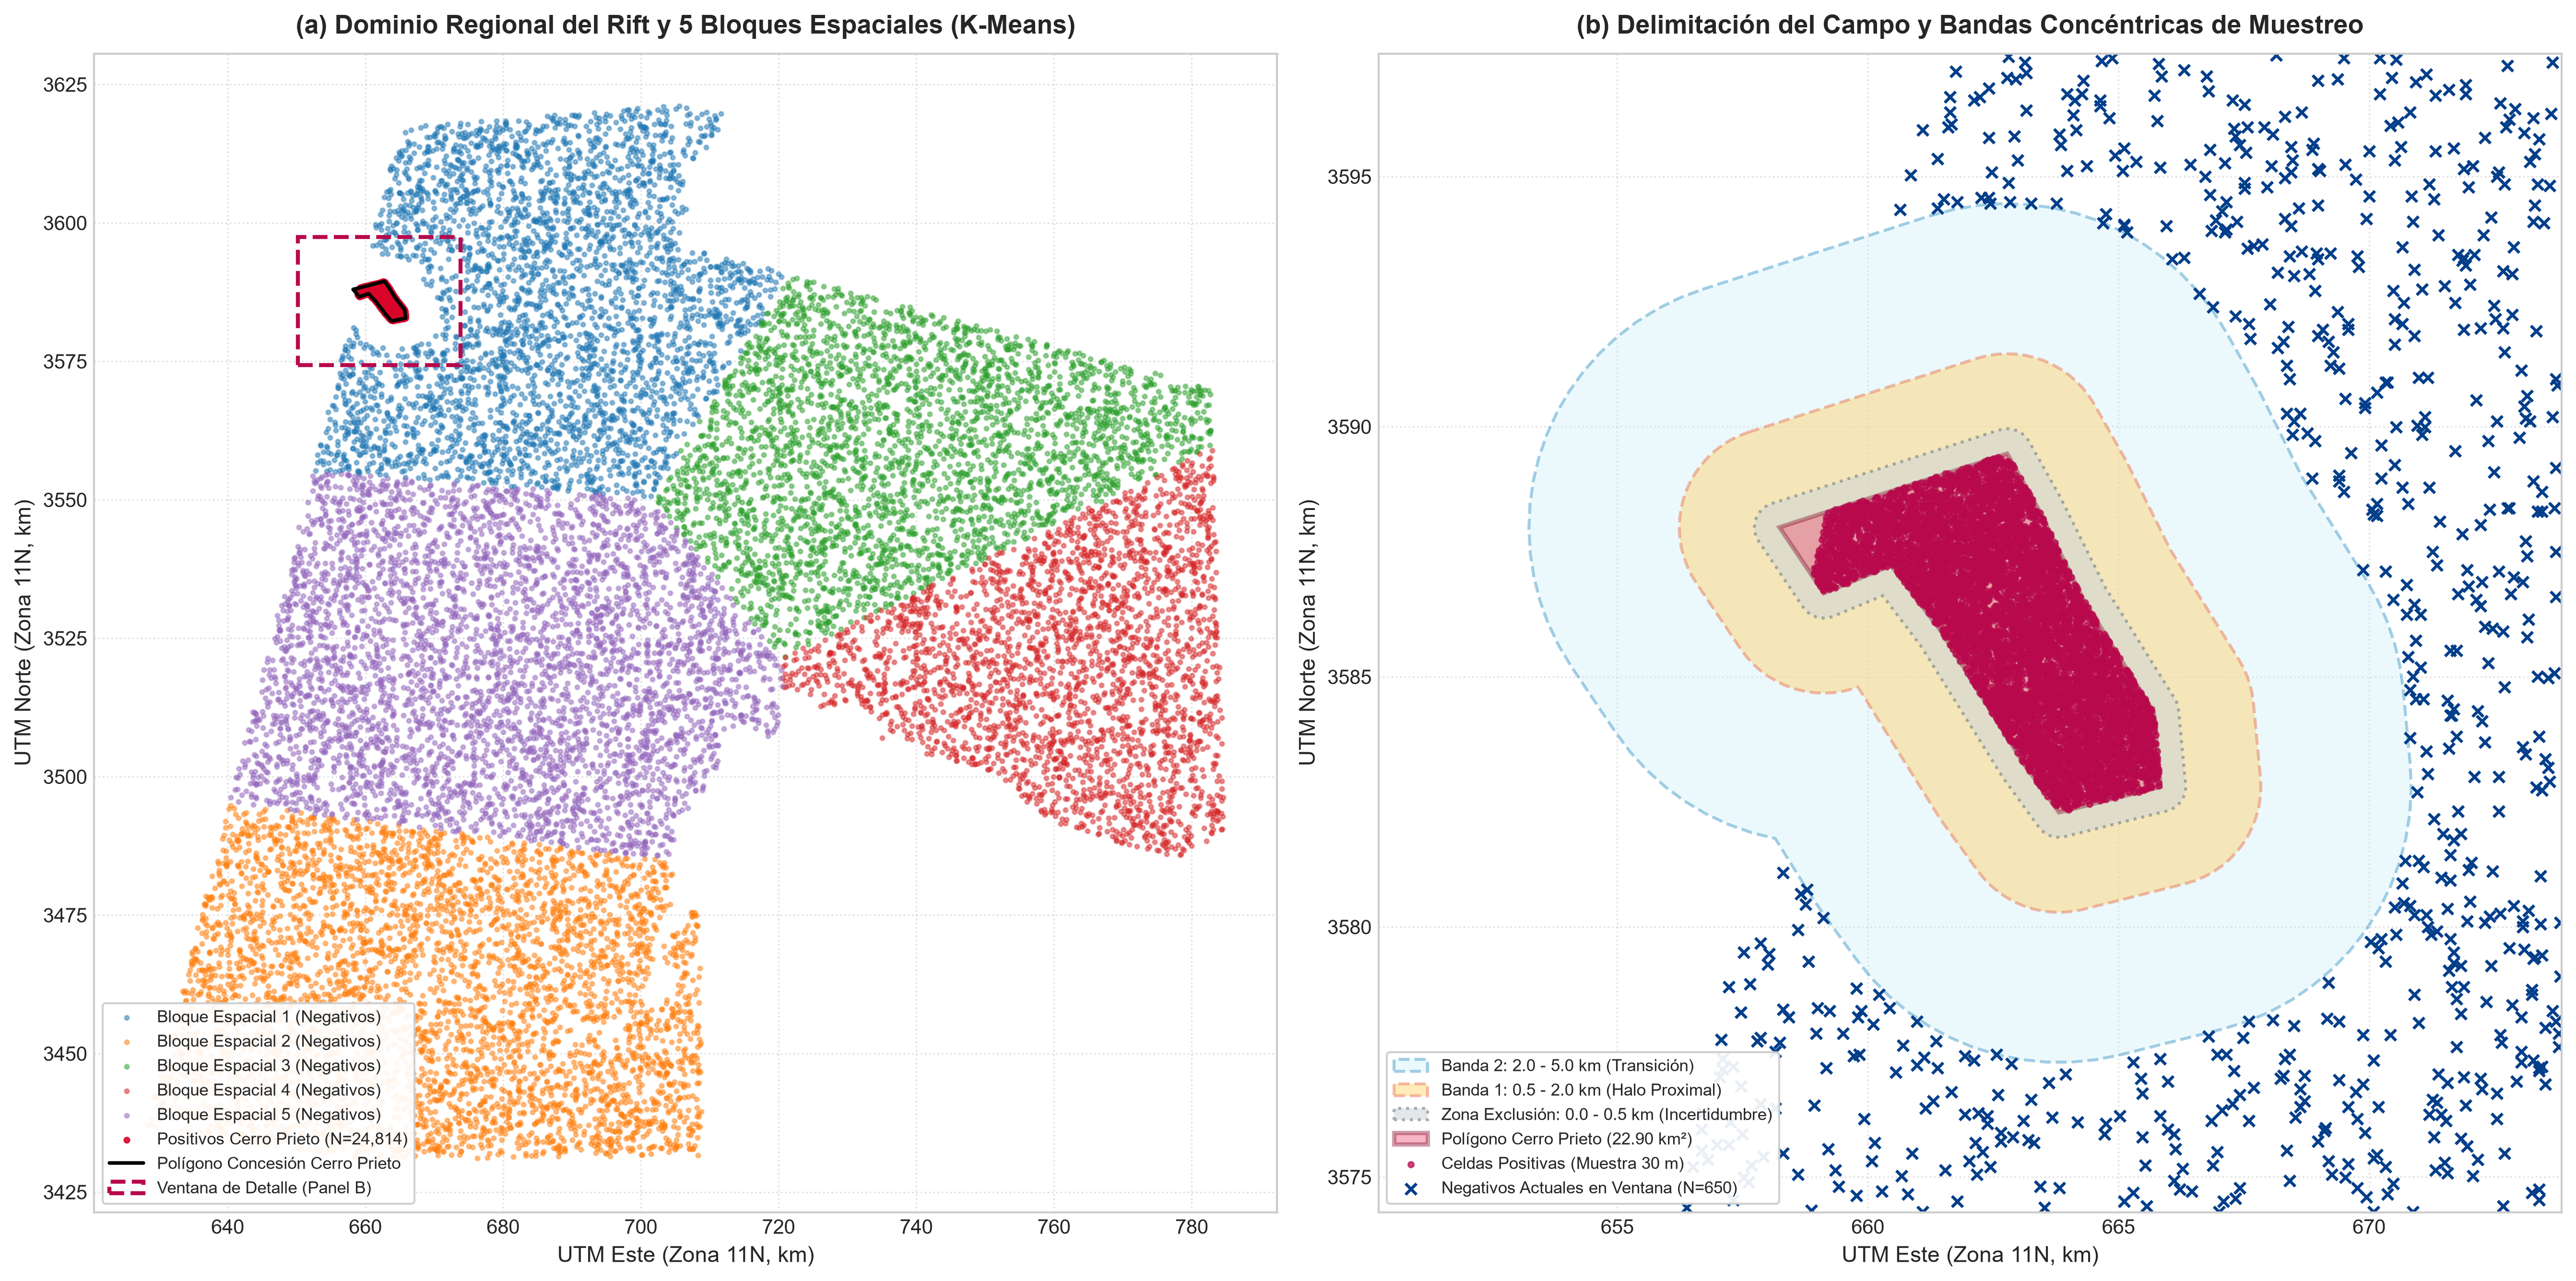 (a) Dominio Regional del Rift y 5 Bloques Espaciales (K-Means)
3625
3600
3575
3550
3525
3500
3475
3450
3425
UTM Norte (Zona 11N, km)
Bloque Espacial 1 (Negativos)
Bloque Espacial 2 (Negativos)
Bloque Espacial 3 (Negativos)
Bloque Espacial 4 (Negativos)
Bloque Espacial 5 (Negativos)
Positivos Cerro Prieto (N=24,814)
Polígono Concesión Cerro Prieto
Ventana de Detalle (Panel B)
640 660 680 700 720 740 760 780
UTM Este (Zona 11N, km)
(b) Delimitación del Campo y Bandas Concéntricas de Muestreo
3595
3590
3585
3580
3575
UTM Norte (Zona 11N, km)
Banda 2: 2.0 - 5.0 km (Transición)
Banda 1: 0.5 - 2.0 km (Halo Proximal)
Zona Exclusión: 0.0 - 0.5 km (Incertidumbre)
Polígono Cerro Prieto (22.90 km²)
Celdas Positivas (Muestra 30 m)
Negativos Actuales en Ventana (N=650)
655 660 665 670
UTM Este (Zona 11N, km)